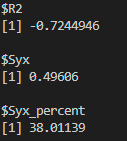 $R2
[1] -0.7244946
$Syx
[1] 0.49606
$Syx_percent
[1] 38.01139